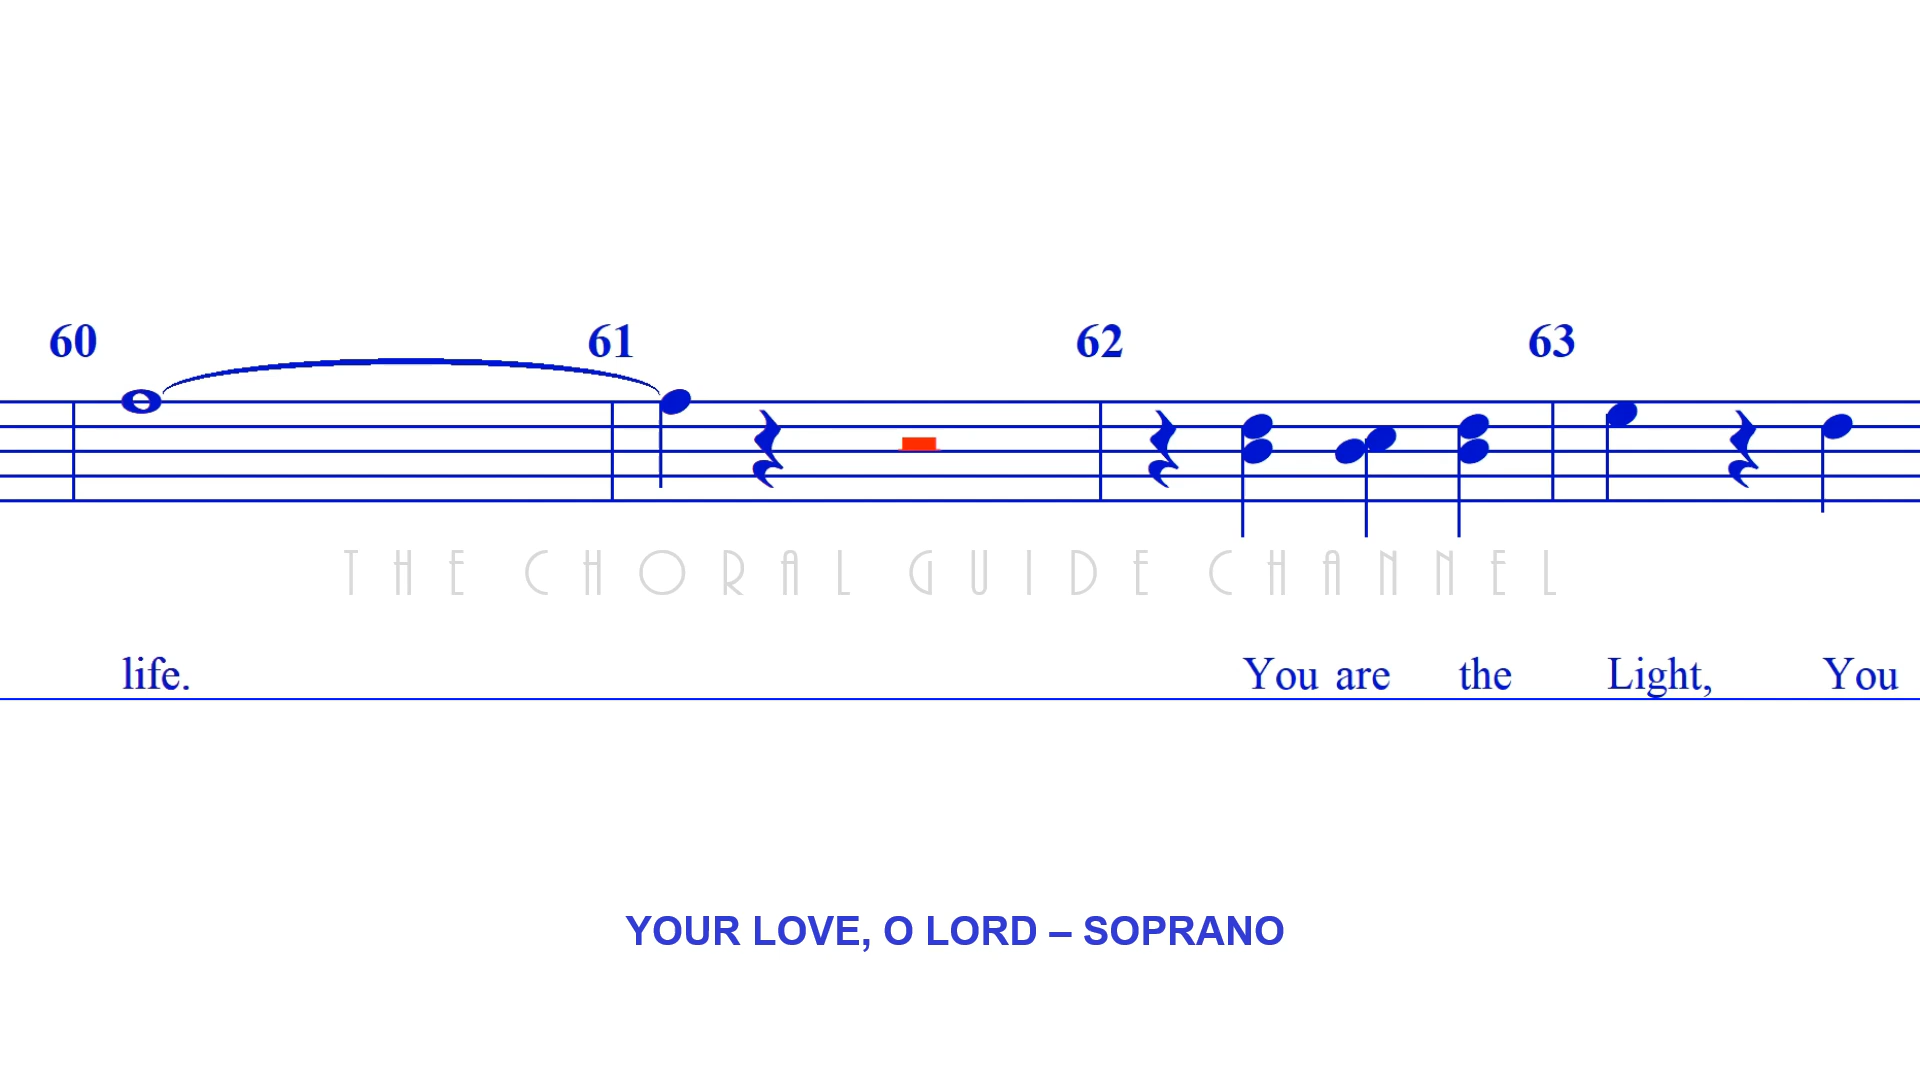 60 61 62 63
THE CHORAL GUIDE CHANNEL
life. You are the Light, You
YOUR LOVE, O LORD – SOPRANO